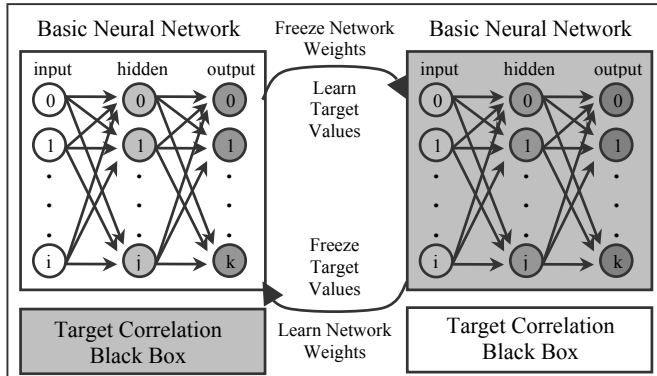 Basic Neural Network
input hidden output
0 0 0
1 1 1
. . .
. . .
. . .
i j k
Target Correlation
Black Box
Freeze Network
Weights
Learn
Target
Values
Freeze
Target
Values
Learn Network
Weights
Basic Neural Network
input hidden output
0 0 0
1 1 1
. . .
. . .
. . .
i j k
Target Correlation
Black Box